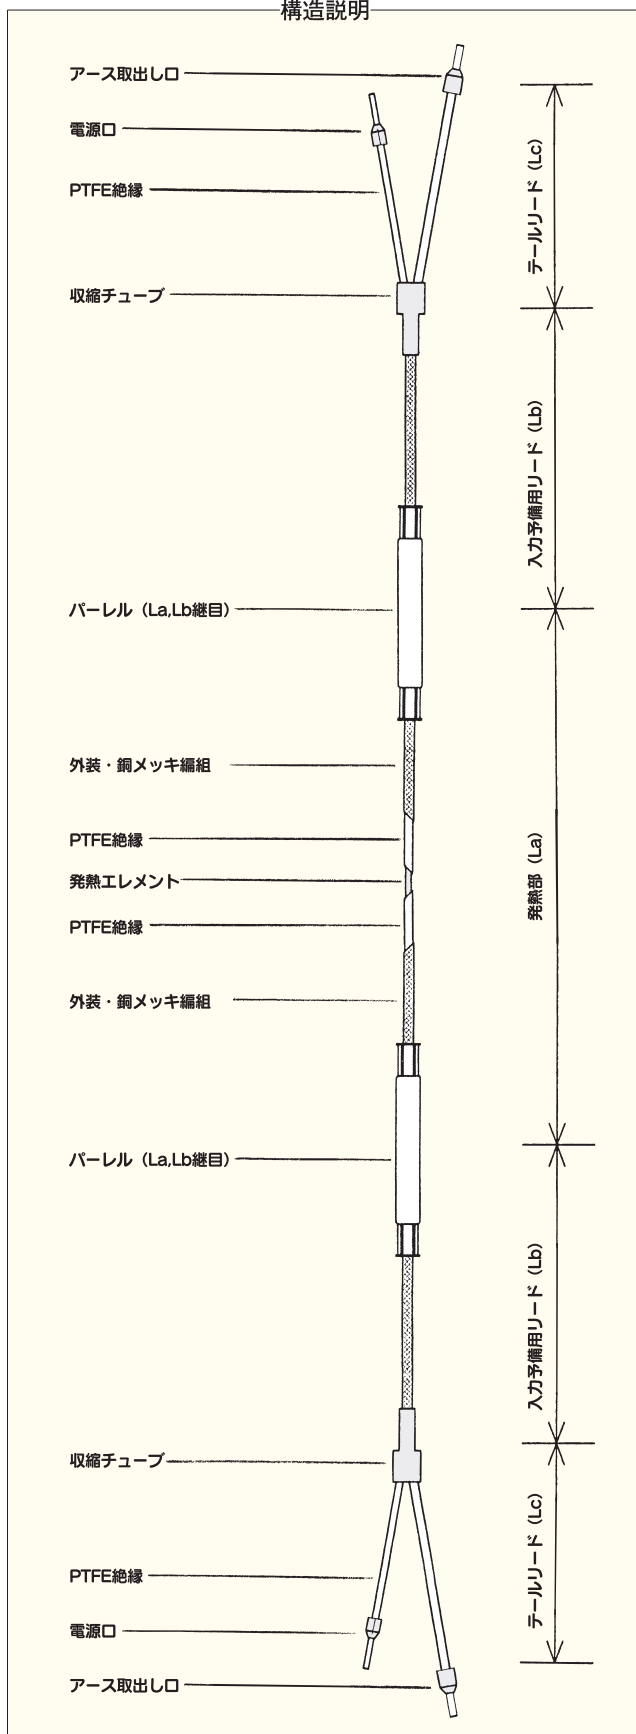 構造説明
アース取出し口
電源口
PTFE絶縁
収縮チューブ
パーレル（La,Lb継目）
外装・銅メッキ編組
PTFE絶縁
発熱エレメント
PTFE絶縁
外装・銅メッキ編組
パーレル（La,Lb継目）
収縮チューブ
PTFE絶縁
電源口
アース取出し口
テールリード（Lc）
入力予備用リード（Lb）
発熱部（La）
入力予備用リード（Lb）
テールリード（Lc）